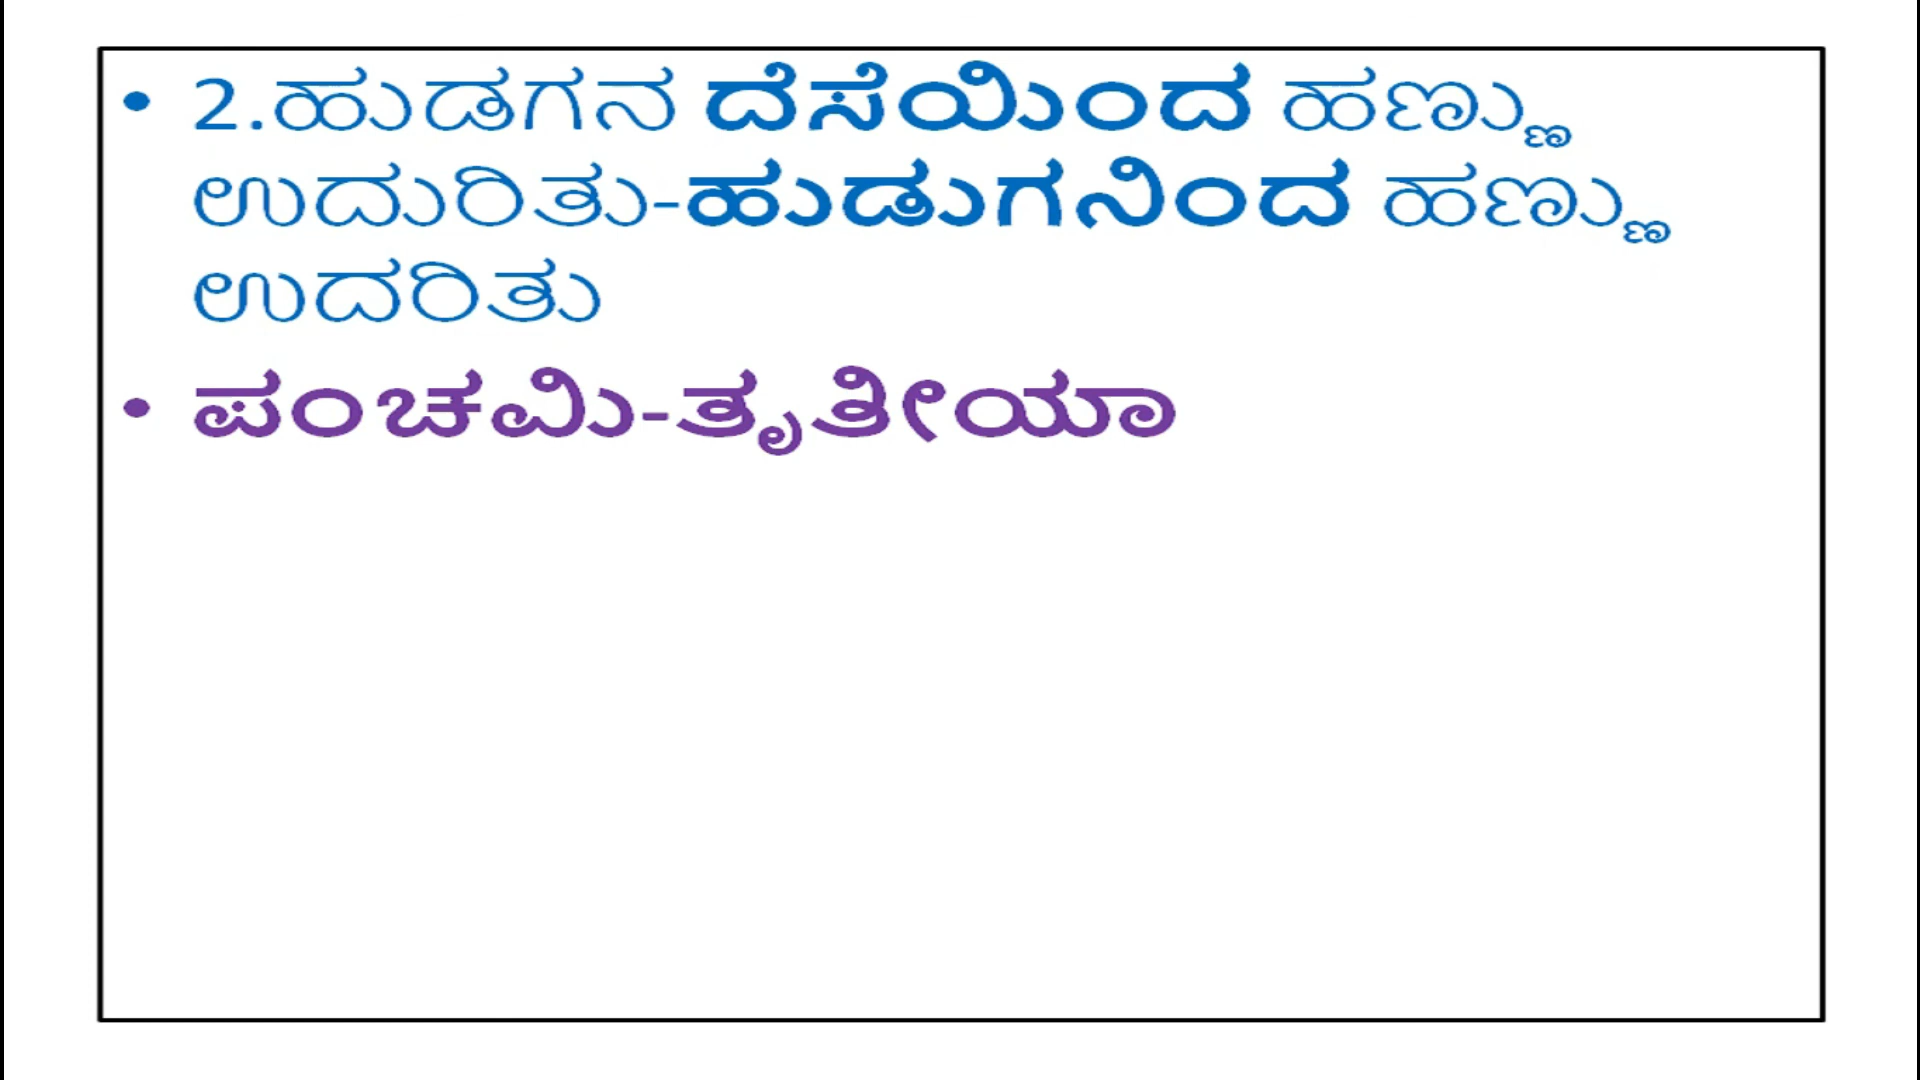 • 2.ಹುಡಗನ ದೆಸೆಯಿಂದ ಹಣ್ಣು
ಉದುರಿತು-ಹುಡುಗನಿಂದ ಹಣ್ಣು
ಉದರಿತು
• ಪಂಚಮಿ-ತೃತೀಯಾ